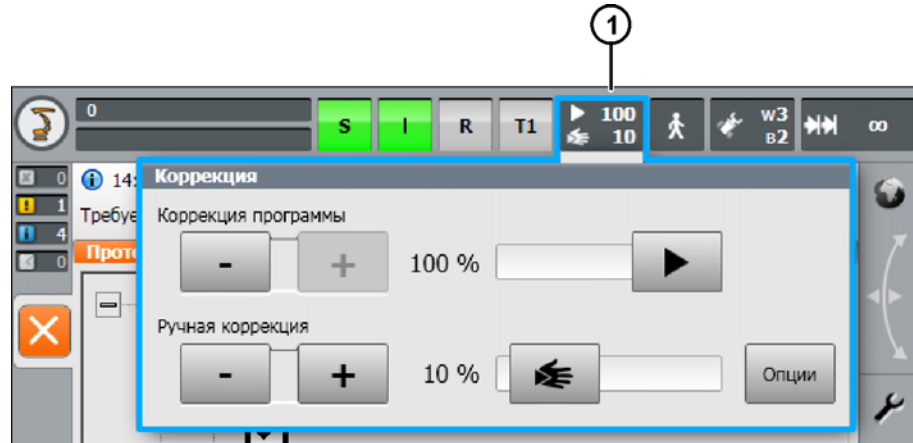 1
0
S I R T1 100 10 W3 B2 ∞
0
1
4
0
14:
Требуе
Прото
Коррекция
Коррекция программы
- + 100 %
Ручная коррекция
- + 10 % Опции